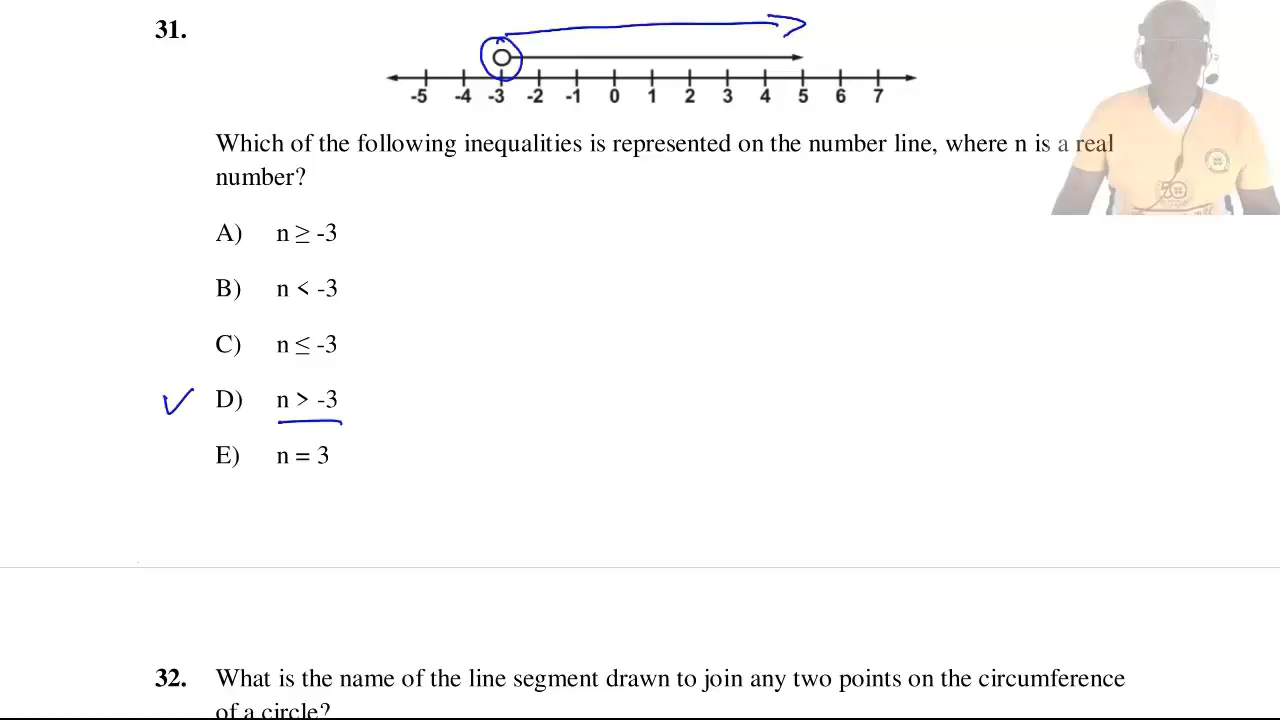 31.
-5 -4 -3 -2 -1 0 1 2 3 4 5 6 7
Which of the following inequalities is represented on the number line, where n is a real
number?
A) n ≥ -3
B) n < -3
C) n ≤ -3
D) n > -3
E) n = 3
32. What is the name of the line segment drawn to join any two points on the circumference
of a circle?
50